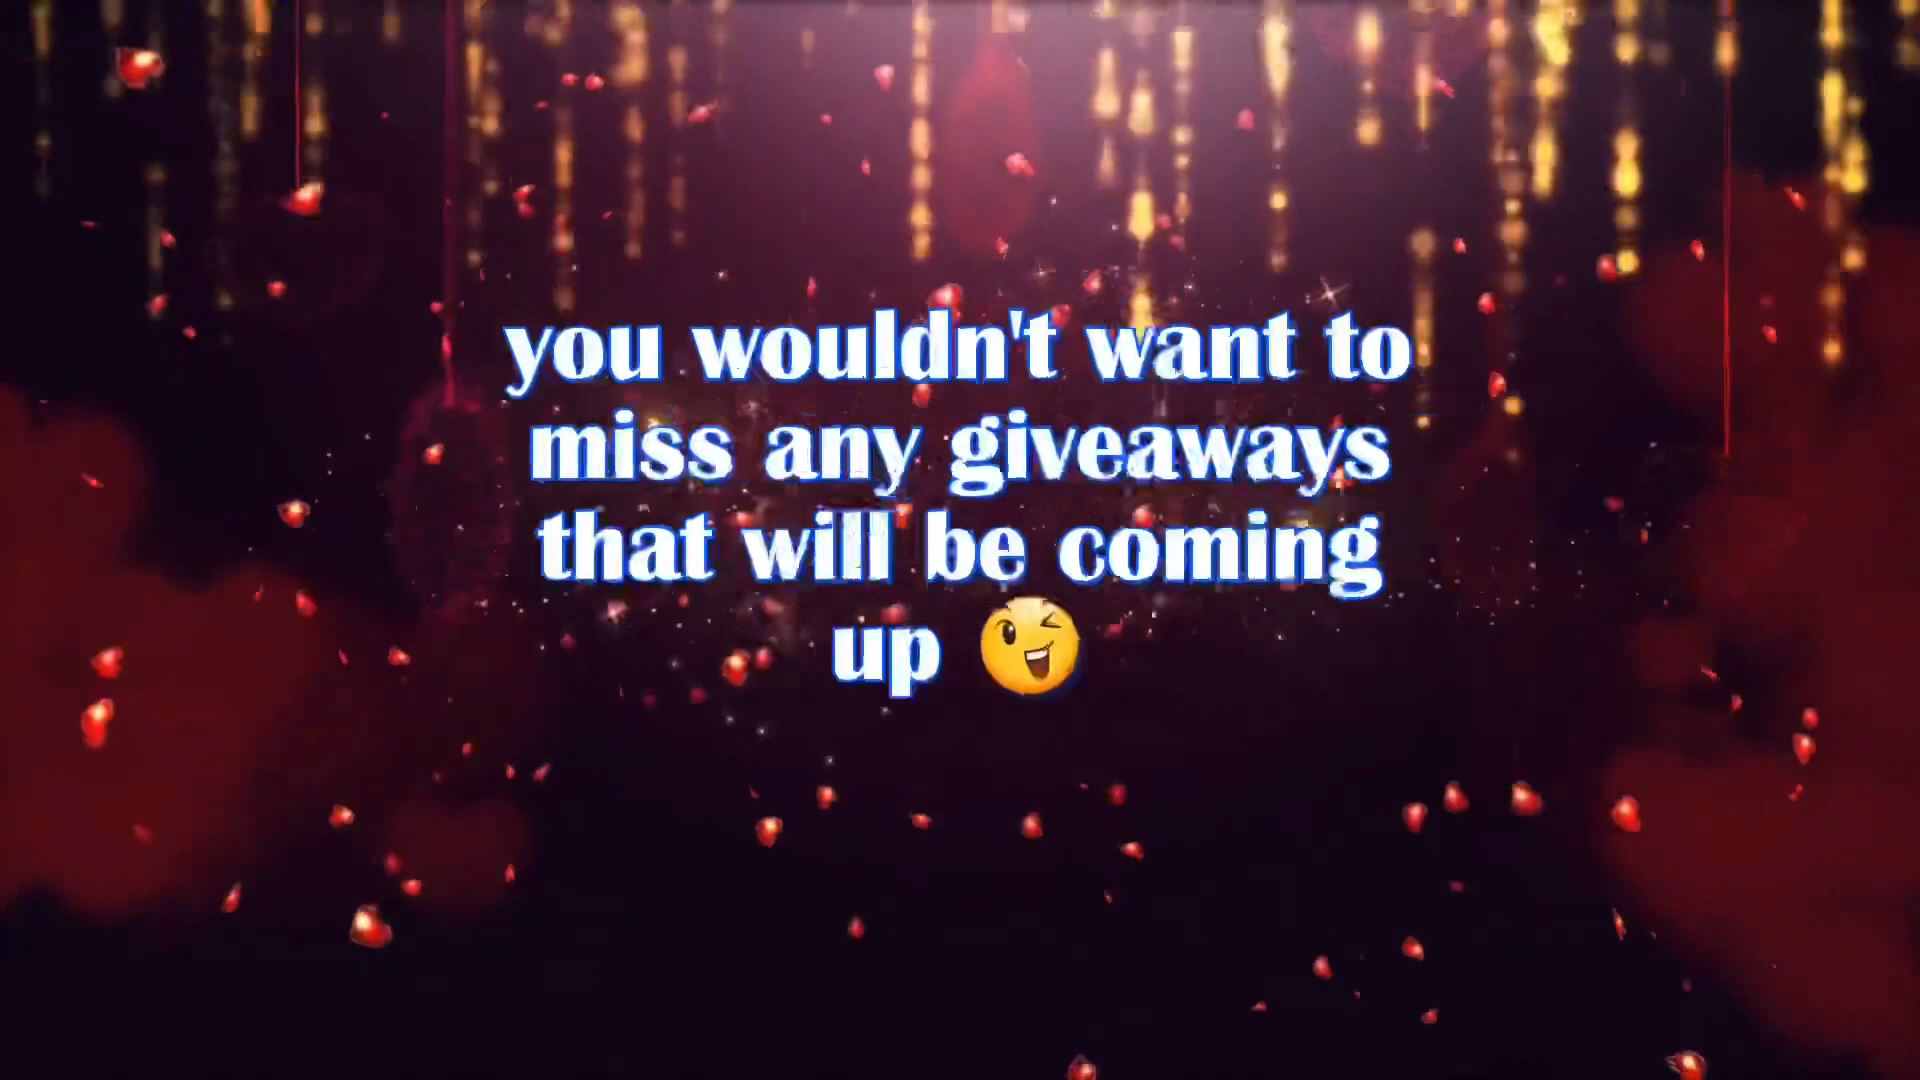 you wouldn't want to
miss any giveaways
that will be coming
up 😉